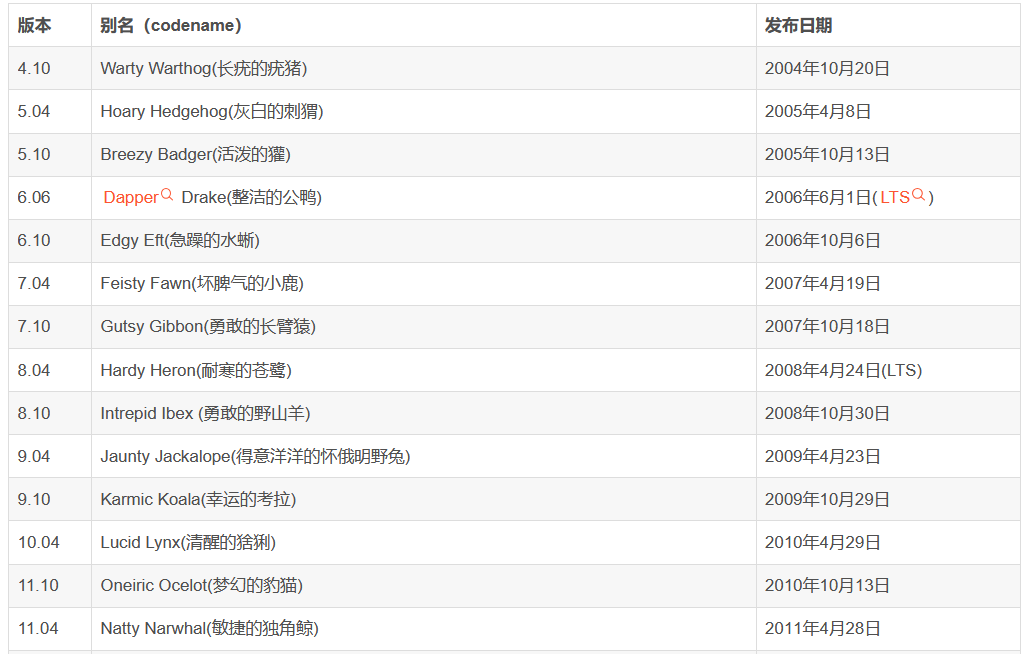 版本 别名（codename） 发布日期
4.10 Warty Warthog(长疣的疣猪) 2004年10月20日
5.04 Hoary Hedgehog(灰白的刺猬) 2005年4月8日
5.10 Breezy Badger(活泼的獾) 2005年10月13日
6.06 Dapper Drake(整洁的公鸭) 2006年6月1日(LTS)
6.10 Edgy Eft(急躁的水蜥) 2006年10月6日
7.04 Feisty Fawn(坏脾气的小鹿) 2007年4月19日
7.10 Gutsy Gibbon(勇敢的长臂猿) 2007年10月18日
8.04 Hardy Heron(耐寒的苍鹭) 2008年4月24日(LTS)
8.10 Intrepid Ibex (勇敢的野山羊) 2008年10月30日
9.04 Jaunty Jackalope(得意洋洋的怀俄明野兔) 2009年4月23日
9.10 Karmic Koala(幸运的考拉) 2009年10月29日
10.04 Lucid Lynx(清醒的猞猁) 2010年4月29日
11.10 Oneiric Ocelot(梦幻的豹猫) 2010年10月13日
11.04 Natty Narwhal(敏捷的独角鲸) 2011年4月28日